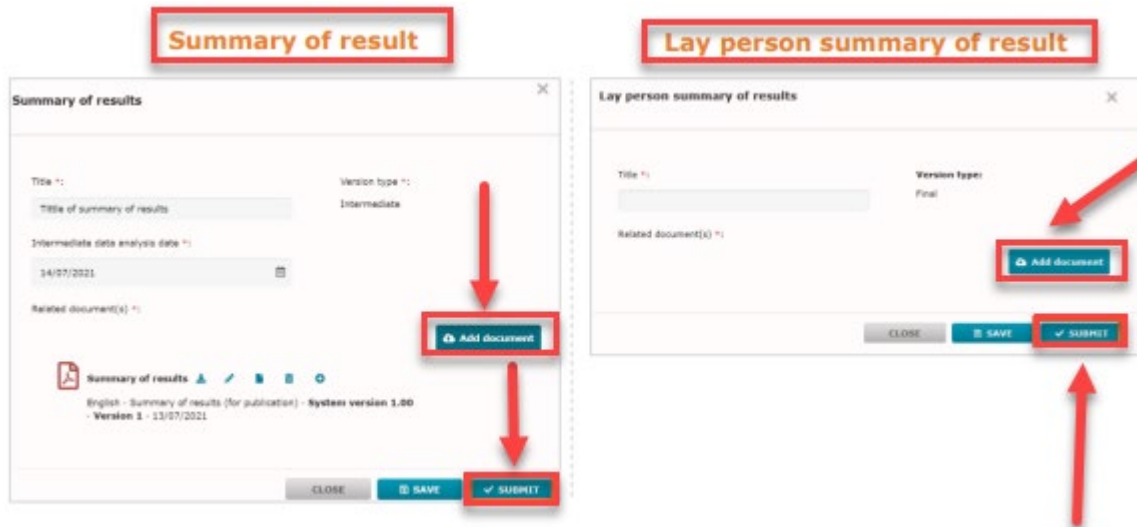 Summary of result
Summary of results
Title *:
Version type *:
Tittle of summary of results
Intermediate
Intermediate data analysis date *:
14/07/2021
Related document(s) *:
Add document
Summary of results
English - Summary of results (for publication) - System version 1.00
- Version 1 - 13/07/2021
CLOSE
SAVE
SUBMIT
Lay person summary of result
Lay person summary of results
Title *:
Version type:
Final
Related document(s) *:
Add document
CLOSE
SAVE
SUBMIT